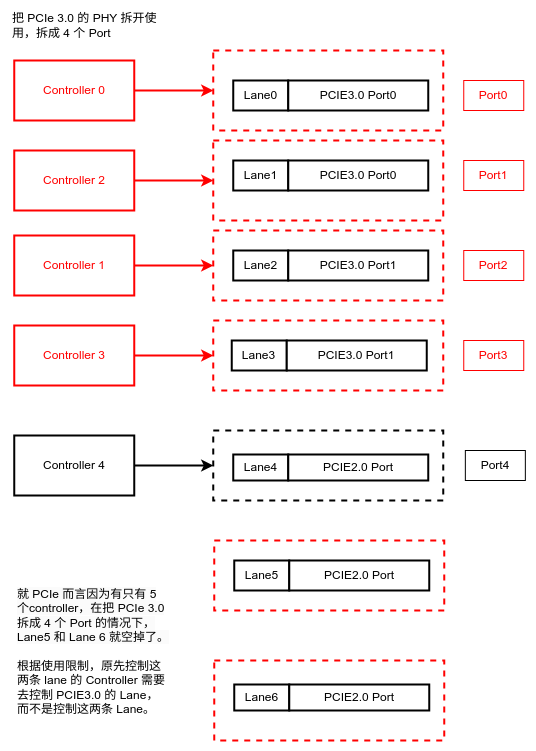 把 PCIe 3.0 的 PHY 拆开使
用，拆成 4 个 Port
Controller 0
Lane0
PCIE3.0 Port0
Port0
Controller 2
Lane1
PCIE3.0 Port0
Port1
Controller 1
Lane2
PCIE3.0 Port1
Port2
Controller 3
Lane3
PCIE3.0 Port1
Port3
Controller 4
Lane4
PCIE2.0 Port
Port4
Lane5
PCIE2.0 Port
就 PCIe 而言因为有只有 5
个controller，在把 PCIe 3.0
拆成 4 个 Port 的情况下，
Lane5 和 Lane 6 就空掉了。
根据使用限制，原先控制这
两条 lane 的 Controller 需要
去控制 PCIE3.0 的 Lane，
而不是控制这两条 Lane。
Lane6
PCIE2.0 Port